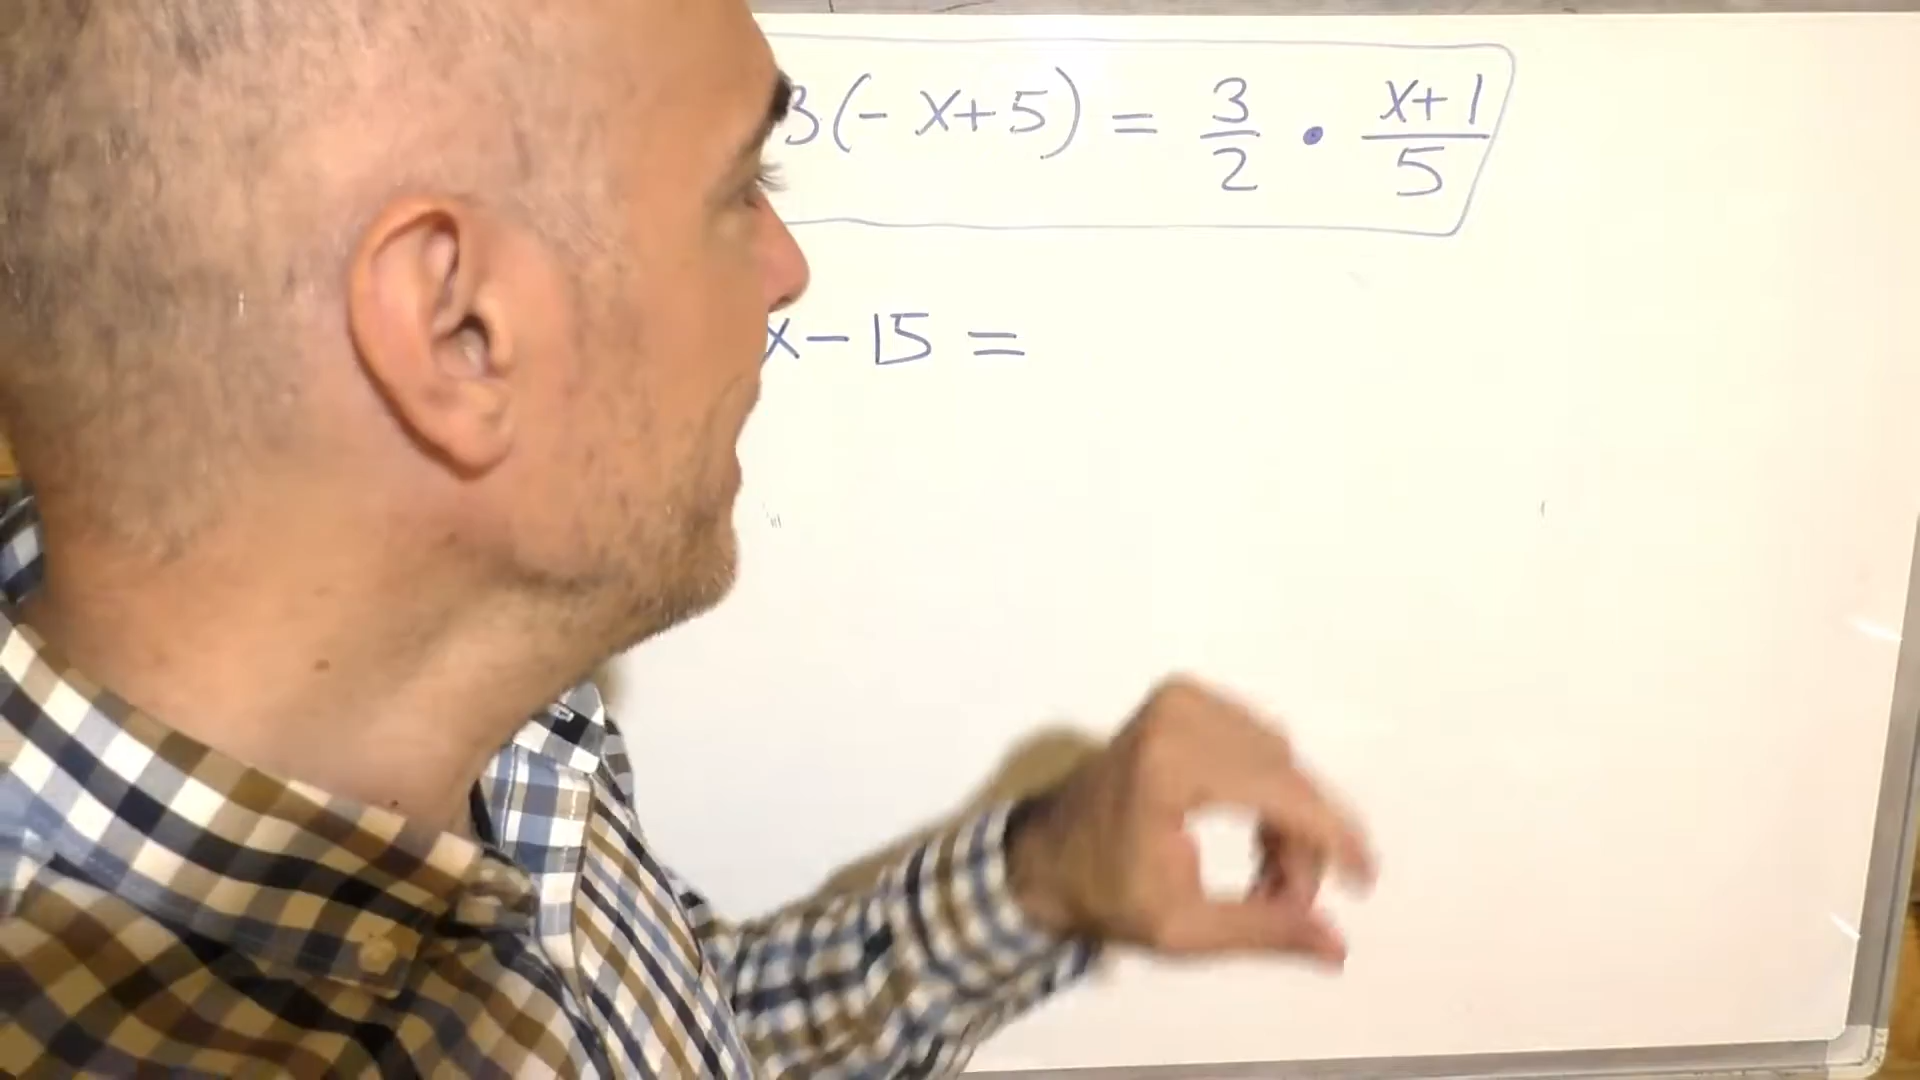 3(-x+5) = 3/2 • x+1/5
x-15 =